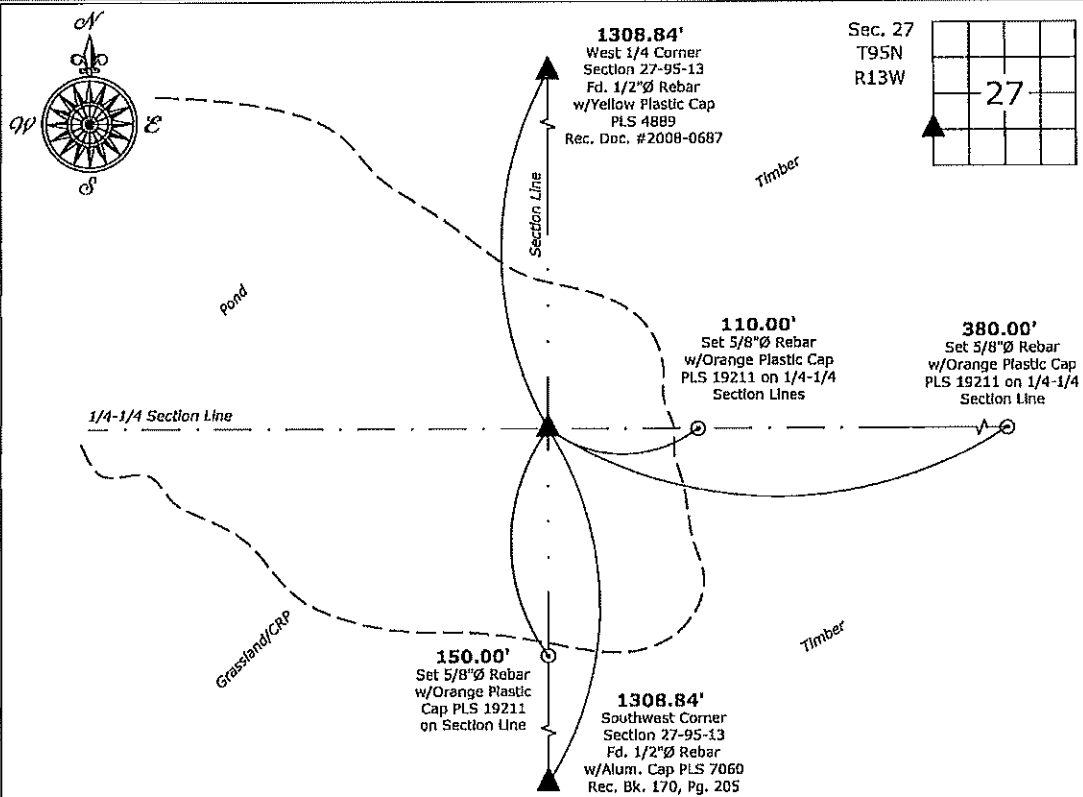 N
W
E
S
1308.84'
West 1/4 Corner
Section 27-95-13
Fd. 1/2"Ø Rebar
w/Yellow Plastic Cap
PLS 4889
Rec. Doc. #2008-0687
Sec. 27
T95N
R13W
27
Timber
Section Line
Pond
110.00'
Set 5/8"Ø Rebar
w/Orange Plastic Cap
PLS 19211 on 1/4-1/4
Section Lines
380.00'
Set 5/8"Ø Rebar
w/Orange Plastic Cap
PLS 19211 on 1/4-1/4
Section Line
1/4-1/4 Section Line
Grassland/CRP
Timber
150.00'
Set 5/8"Ø Rebar
w/Orange Plastic
Cap PLS 19211
on Section Line
1308.84'
Southwest Corner
Section 27-95-13
Fd. 1/2"Ø Rebar
w/Alum. Cap PLS 7060
Rec. Bk. 170, Pg. 205